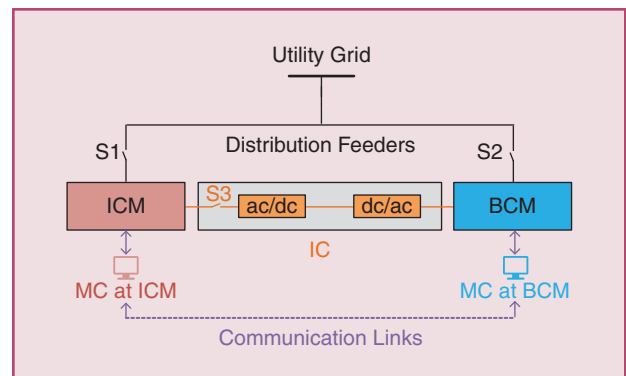 Utility Grid
S1
Distribution Feeders
S2
ICM
S3
ac/dc
dc/ac
BCM
IC
MC at ICM
MC at BCM
Communication Links